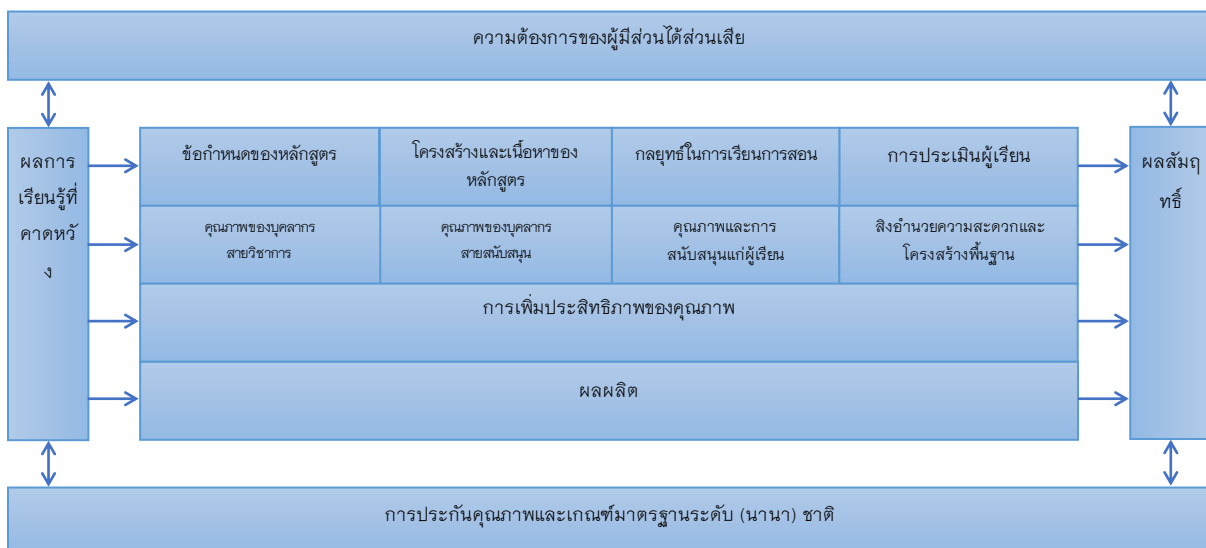 ความต้องการของผู้มีส่วนได้ส่วนเสีย
ผลการ
เรียนรู้ที่
คาดหวั
ง
ข้อกำหนดของหลักสูตร
โครงสร้างและเนื้อหาของ
หลักสูตร
กลยุทธ์ในการเรียนการสอน
การประเมินผู้เรียน
คุณภาพของบุคลากร
สายวิชาการ
คุณภาพของบุคลากร
สายสนับสนุน
คุณภาพและการ
สนับสนุนแก่ผู้เรียน
สิงอำนวยความสะดวกและ
โครงสร้างพื้นฐาน
การเพิ่มประสิทธิภาพของคุณภาพ
ผลผลิต
ผลสัมฤ
ทธิ์
การประกันคุณภาพและเกณฑ์มาตรฐานระดับ (นานา) ชาติ